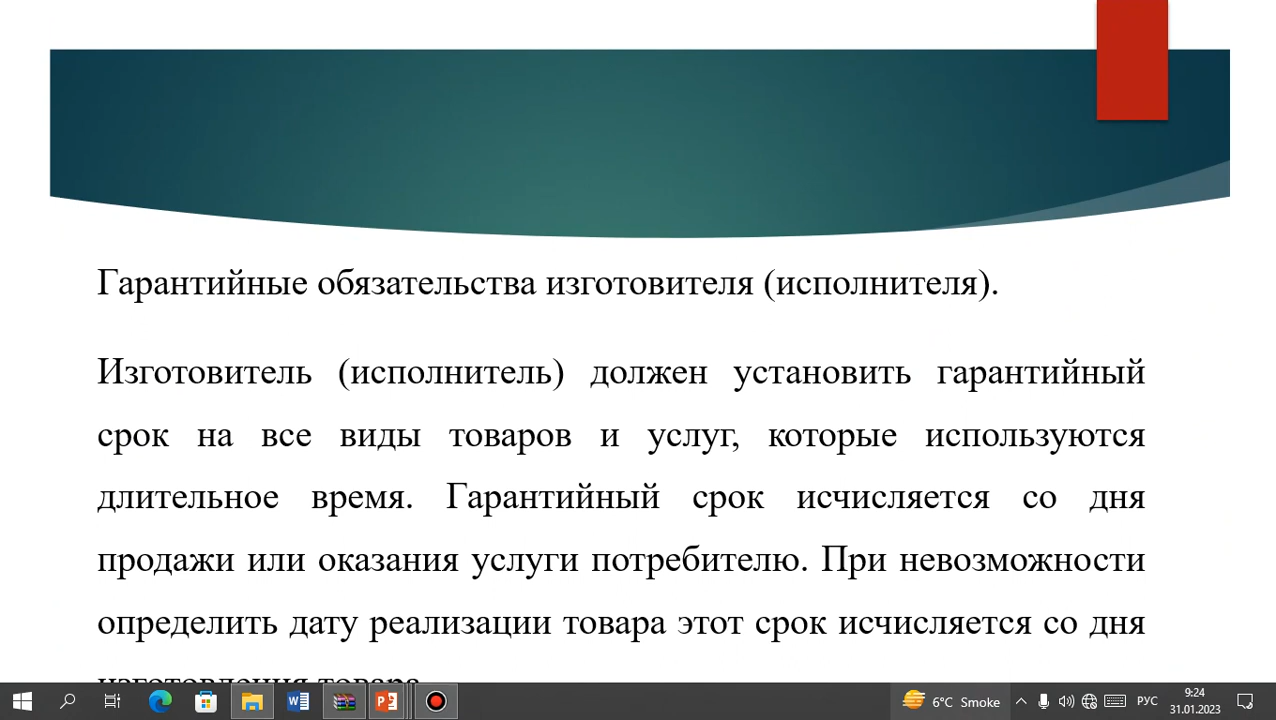 Гарантийные обязательства изготовителя (исполнителя).
Изготовитель (исполнитель) должен установить гарантийный
срок на все виды товаров и услуг, которые используются
длительное время. Гарантийный срок исчисляется со дня
продажи или оказания услуги потребителю. При невозможности
определить дату реализации товара этот срок исчисляется со дня
изготовления товара
6°C Smoke
РУС
9:24
31.01.2023